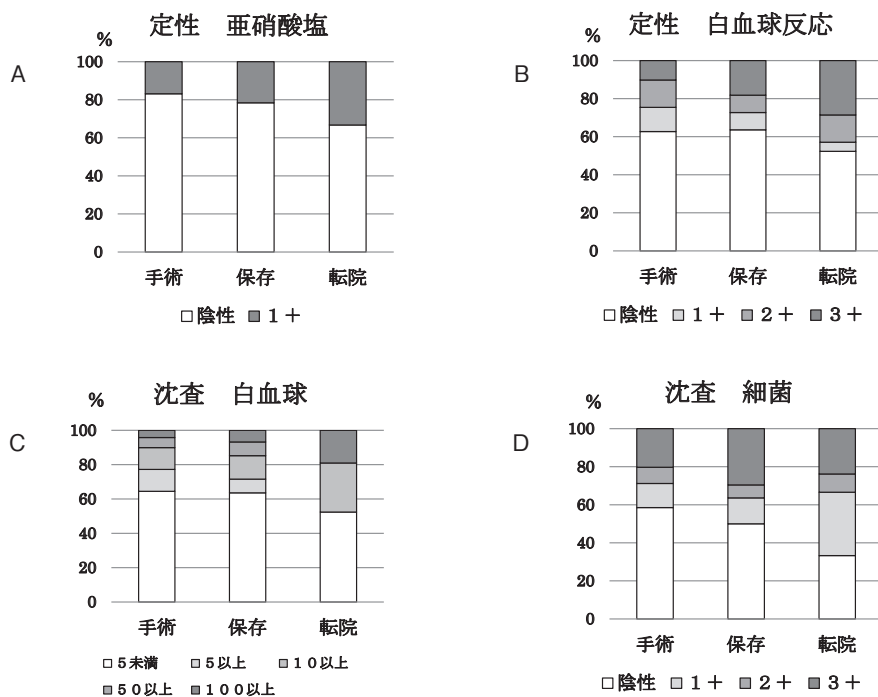 A
定性 亜硝酸塩
%
100
80
60
40
20
0
手術 保存 転院
陰性 1+
B
定性 白血球反応
%
100
80
60
40
20
0
手術 保存 転院
陰性 1+ 2+ 3+
C
沈査 白血球
%
100
80
60
40
20
0
手術 保存 転院
5未満 5以上 10以上
50以上 100以上
D
沈査 細菌
%
100
80
60
40
20
0
手術 保存 転院
陰性 1+ 2+ 3+